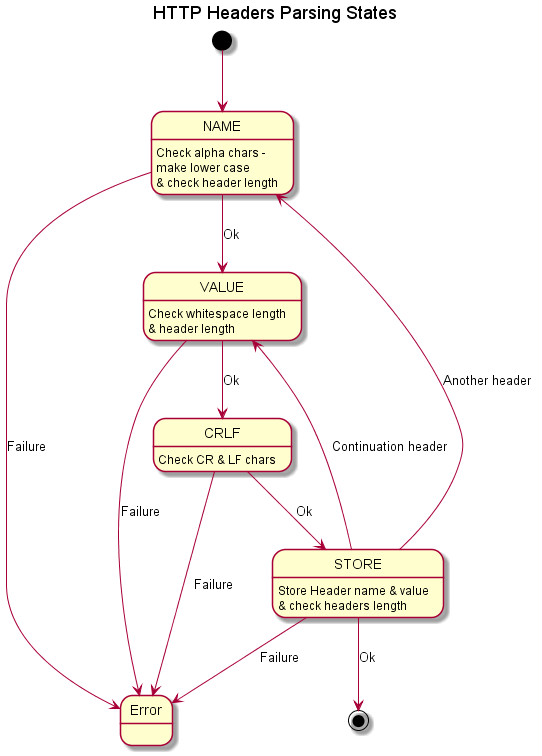 HTTP Headers Parsing States
NAME
Check alpha chars -
make lower case
& check header length
Ok
VALUE
Check whitespace length
& header length
Ok
Another header
CRLF
Check CR & LF chars
Continuation header
Failure
Failure
Ok
STORE
Store Header name & value
& check headers length
Failure
Failure
Ok
Error